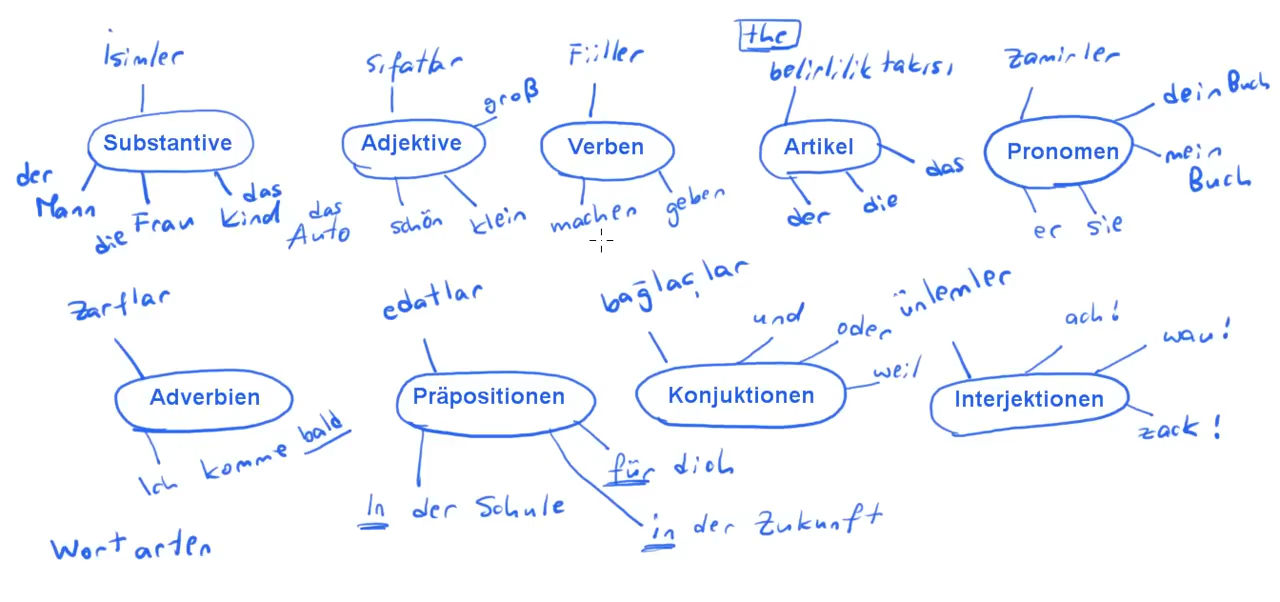 the
İsimler
Sıfatlar
Fiiller
belirlilik takısı
Zamirler
groß
dein Buch
Substantive
Adjektive
Verben
Artikel
Pronomen
mein
Buch
das
der
Mann
die Frau
das
Kind
das
Auto
schön
klein
machen
geben
der
die
er
sie
Zarflar
edatlar
bağlaçlar
ünlemler
und
oder
weil
ach!
wau!
Adverbien
Präpositionen
Konjuktionen
Interjektionen
zack!
Ich komme bald
für dich
In der Schule
in der Zukunft
Wortarten